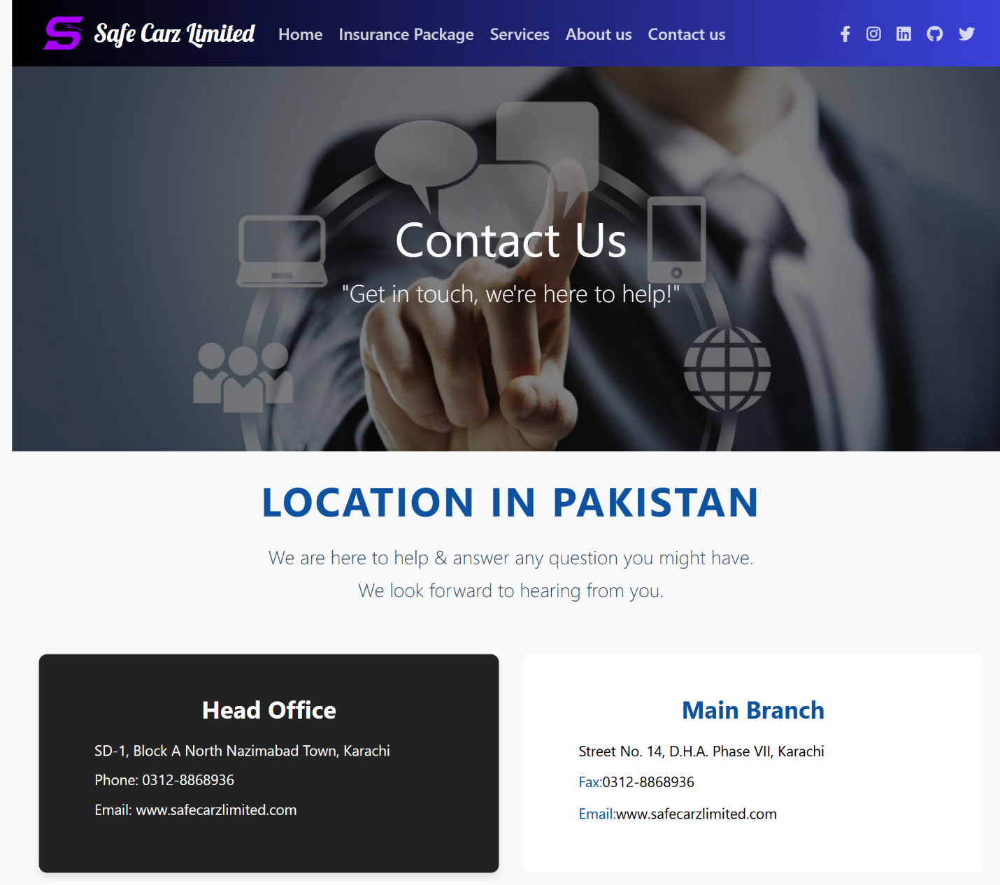 Safe Carz Limited
Home Insurance Package Services About us Contact us
Contact Us
"Get in touch, we're here to help!"
LOCATION IN PAKISTAN
We are here to help & answer any question you might have.
We look forward to hearing from you.
Head Office
SD-1, Block A North Nazimabad Town, Karachi
Phone: 0312-8868936
Email: www.safecarzlimited.com
Main Branch
Street No. 14, D.H.A. Phase VII, Karachi
Fax:0312-8868936
Email:www.safecarzlimited.com